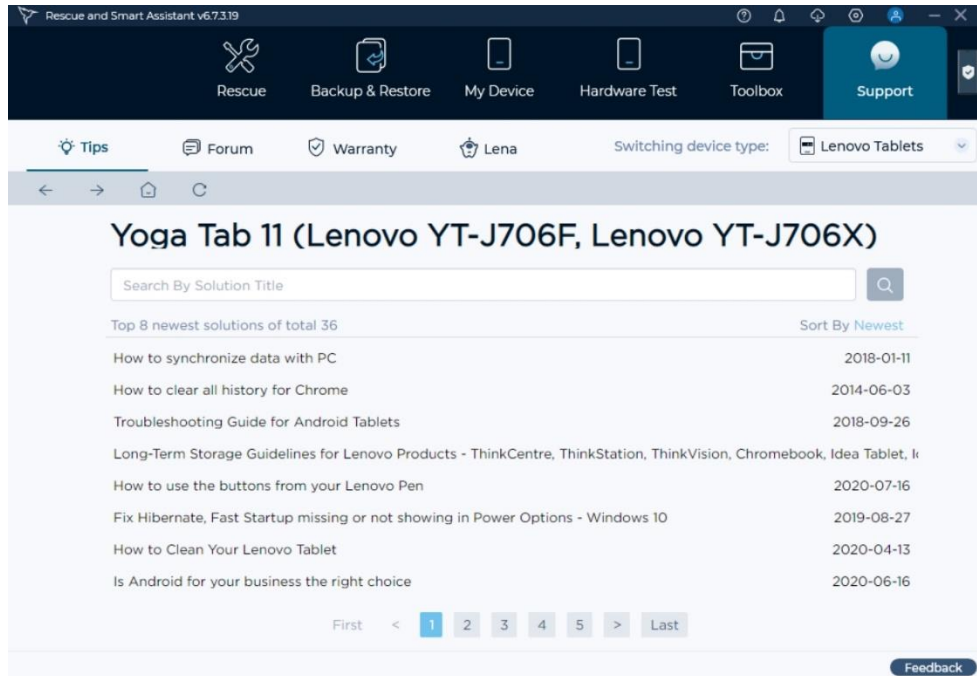 Rescue and Smart Assistant v6.7.3.19
Rescue Backup & Restore My Device Hardware Test Toolbox Support
Tips Forum Warranty Lena Switching device type: Lenovo Tablets
Yoga Tab 11 (Lenovo YT-J706F, Lenovo YT-J706X)
Search By Solution Title
Top 8 newest solutions of total 36 Sort By Newest
How to synchronize data with PC 2018-01-11
How to clear all history for Chrome 2014-06-03
Troubleshooting Guide for Android Tablets 2018-09-26
Long-Term Storage Guidelines for Lenovo Products - ThinkCentre, ThinkStation, ThinkVision, Chromebook, Idea Tablet,
How to use the buttons from your Lenovo Pen 2020-07-16
Fix Hibernate, Fast Startup missing or not showing in Power Options - Windows 10 2019-08-27
How to Clean Your Lenovo Tablet 2020-04-13
Is Android for your business the right choice 2020-06-16
First < 1 2 3 4 5 > Last
Feedback